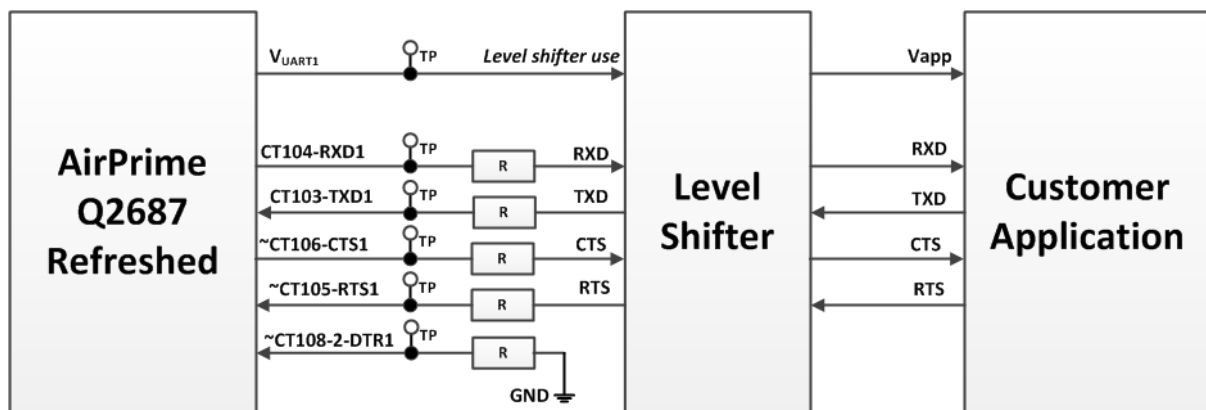 VUART1 TP Level shifter use Vapp
CT104-RXD1 TP R RXD RXD
CT103-TXD1 TP R TXD TXD
~CT106-CTS1 TP R CTS CTS
~CT105-RTS1 TP R RTS RTS
~CT108-2-DTR1 TP R
GND
AirPrime
Q2687
Refreshed
Level
Shifter
Customer
Application